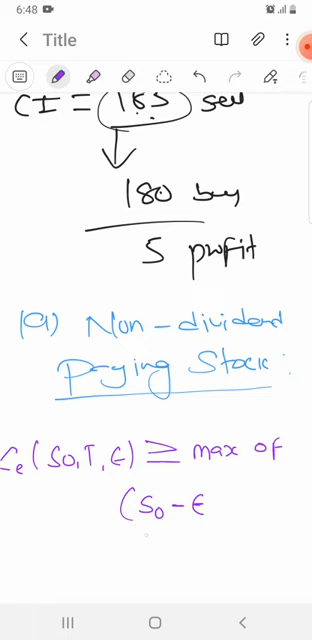 6:48
Title
CI = 185 sell
180 buy
5 profit
(a) Non-dividend
Paying Stock:
Ce (S0, T, E) ≥ max of
(S0 - E